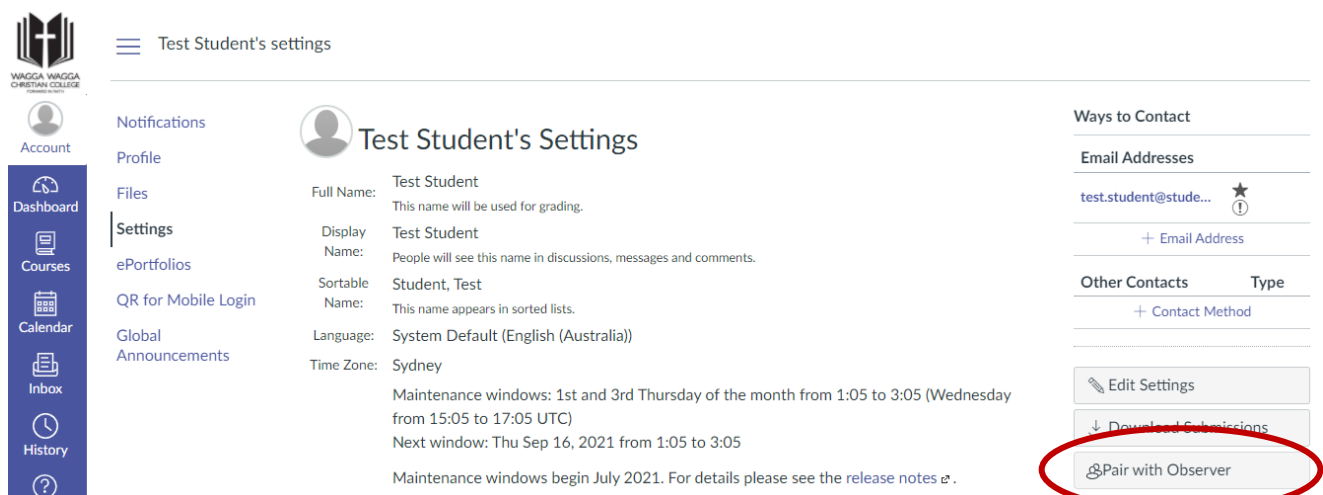 WAGGA WAGGA
CHRISTIAN COLLEGE
Account
Dashboard
Courses
Calendar
Inbox
History
Test Student's settings
Notifications
Profile
Files
Settings
ePortfolios
QR for Mobile Login
Global
Announcements
Test Student's Settings
Full Name:
Test Student
This name will be used for grading.
Display
Name:
Test Student
People will see this name in discussions, messages and comments.
Sortable
Name:
Student, Test
This name appears in sorted lists.
Language:
System Default (English (Australia))
Time Zone:
Sydney
Maintenance windows: 1st and 3rd Thursday of the month from 1:05 to 3:05 (Wednesday
from 15:05 to 17:05 UTC)
Next window: Thu Sep 16, 2021 from 1:05 to 3:05
Maintenance windows begin July 2021. For details please see the release notes.
Ways to Contact
Email Addresses
test.student@stude...
+ Email Address
Other Contacts Type
+ Contact Method
Edit Settings
Download Submissions
Pair with Observer